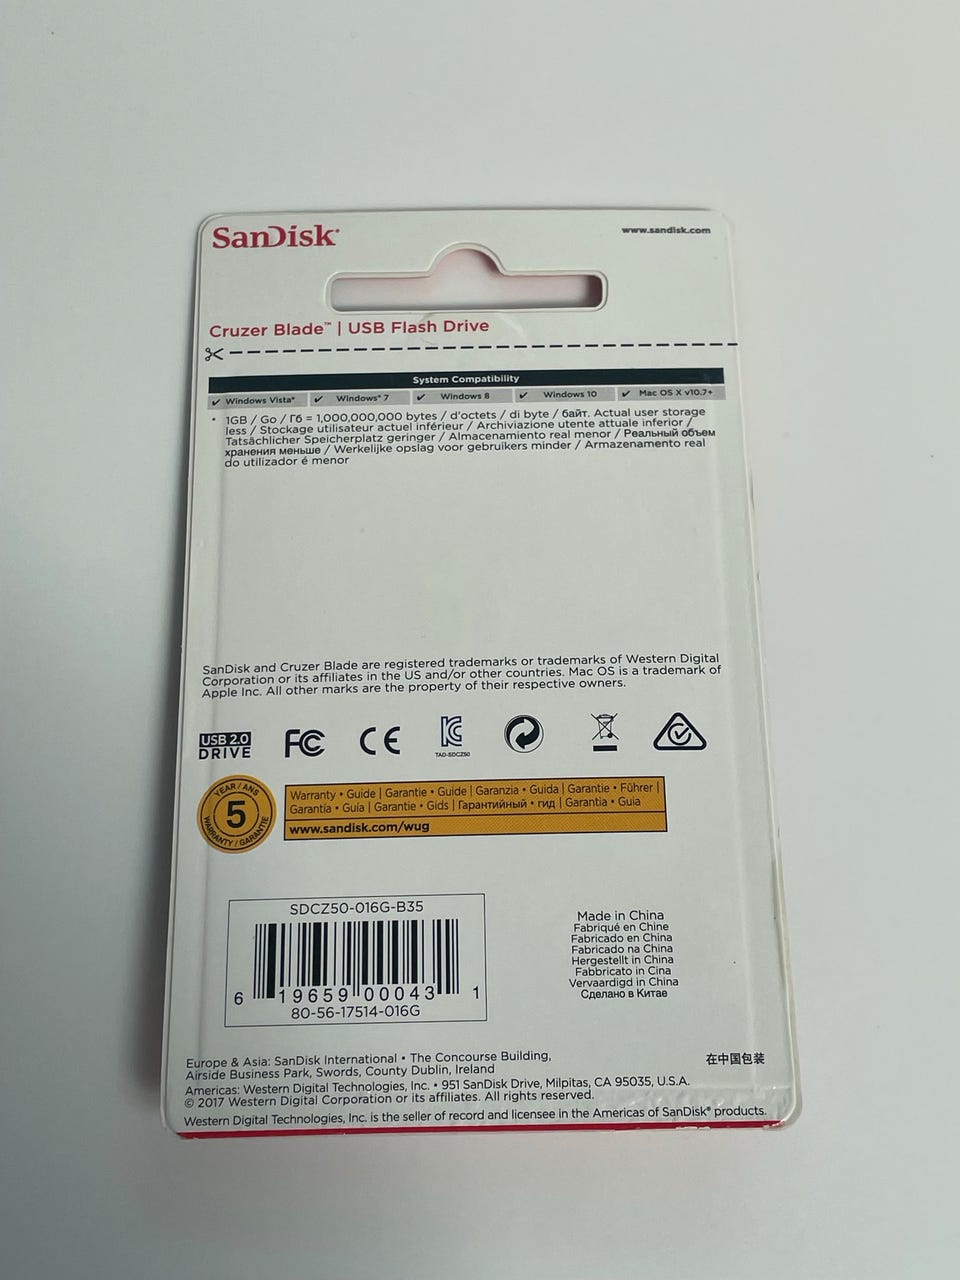 SanDisk®
www.sandisk.com
Cruzer Blade™ | USB Flash Drive
System Compatibility
✓ Windows Vista® ✓ Windows® 7 ✓ Windows 8 ✓ Windows 10 ✓ Mac OS X v10.7+
• 1GB / Go / Гб = 1,000,000,000 bytes / d'octets / di byte / байт. Actual user storage
less / Stockage utilisateur actuel inférieur / Archiviazione utente attuale inferior /
Tatsächlicher Speicherplatz geringer / Almacenamiento real menor / Реальный объем
хранения меньше / Werkelijke opslag voor gebruikers minder / Armazenamento real
do utilizador é menor
SanDisk and Cruzer Blade are registered trademarks or trademarks of Western Digital
Corporation or its affiliates in the US and/or other countries. Mac OS is a trademark of
Apple Inc. All other marks are the property of their respective owners.
USB 2.0
DRIVE
FC
CE
KC
TAD-SDCZ50
YEAR / ANS
5
WARRANTY / GARANTIE
Warranty • Guide | Garantie • Guide | Garanzia • Guida | Garantie • Führer |
Garantía • Guía | Garantie • Gids | Гарантийный • гид | Garantia • Guia
www.sandisk.com/wug
SDCZ50-016G-B35
6 19659 00043 1
80-56-17514-016G
Made in China
Fabriqué en Chine
Fabricado en China
Fabricado na China
Hergestellt in China
Fabbricato in Cina
Vervaardigd in China
Сделано в Китае
Europe & Asia: SanDisk International • The Concourse Building,
Airside Business Park, Swords, County Dublin, Ireland
在中国包装
Americas: Western Digital Technologies, Inc. • 951 SanDisk Drive, Milpitas, CA 95035, U.S.A.
© 2017 Western Digital Corporation or its affiliates. All rights reserved.
Western Digital Technologies, Inc. is the seller of record and licensee in the Americas of SanDisk® products.